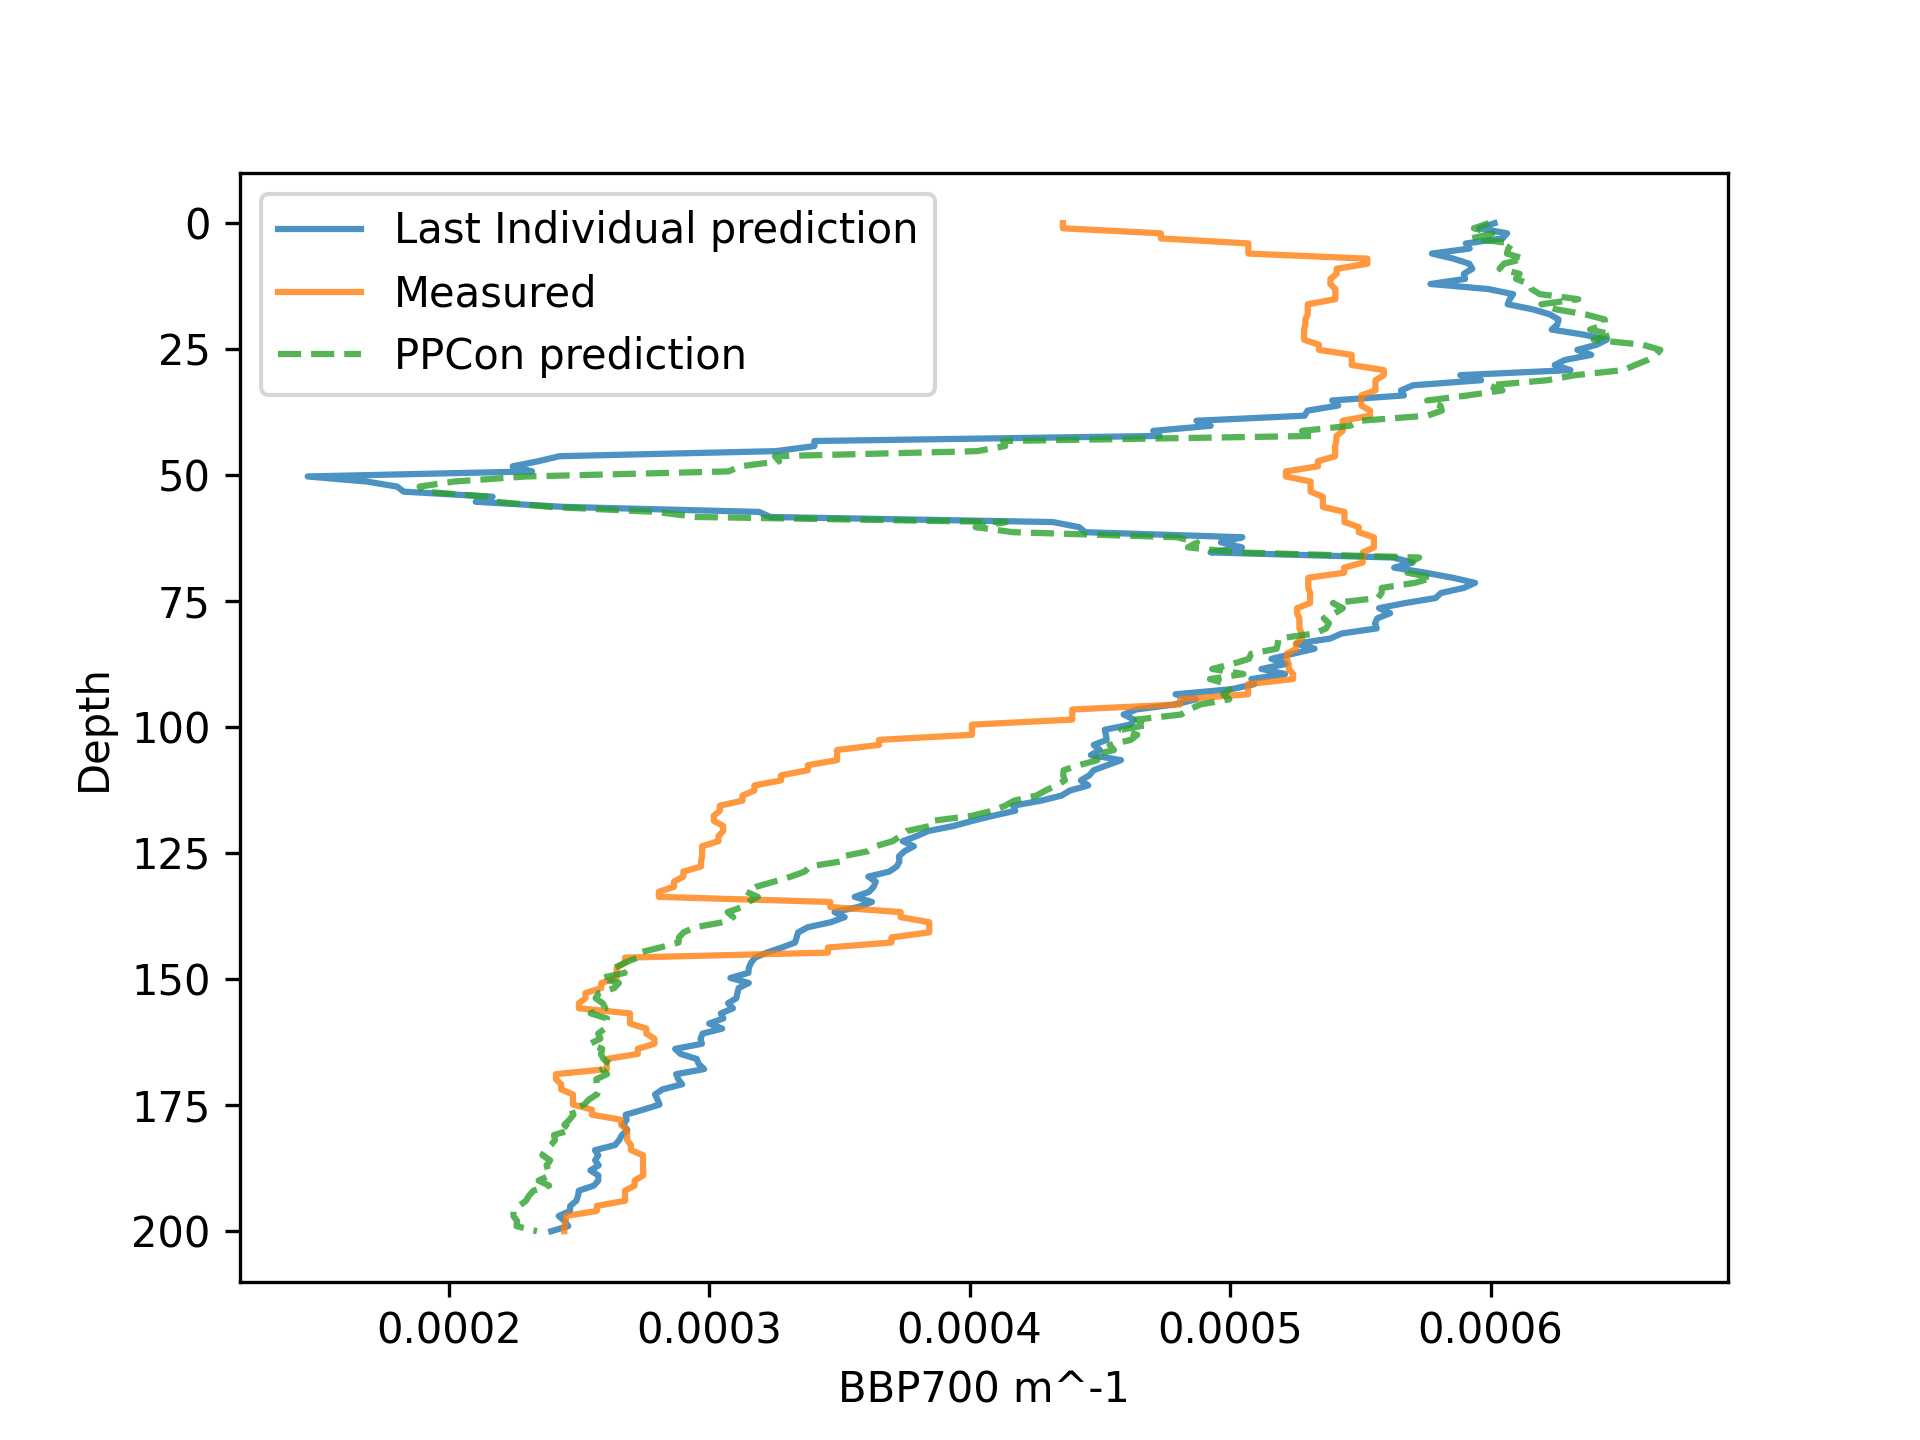 Last Individual prediction
Measured
PPCon prediction
0
25
50
75
100
125
150
175
200
Depth
0.0002 0.0003 0.0004 0.0005 0.0006
BBP700 m^-1